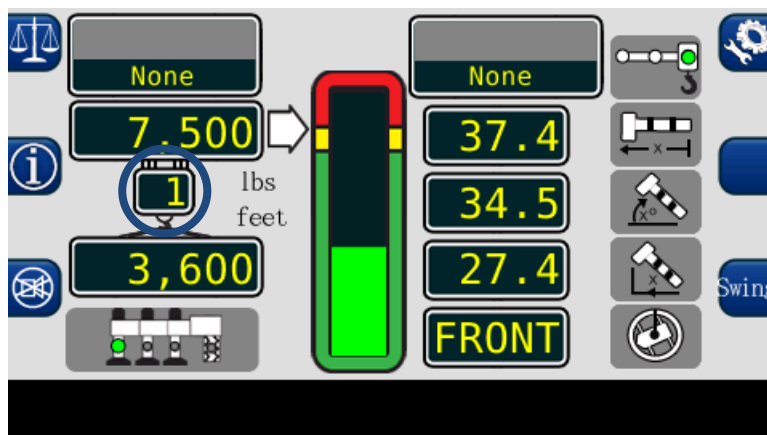 None
7,500
1
lbs
feet
3,600
None
37.4
34.5
27.4
FRONT
x
x°
x
Swing